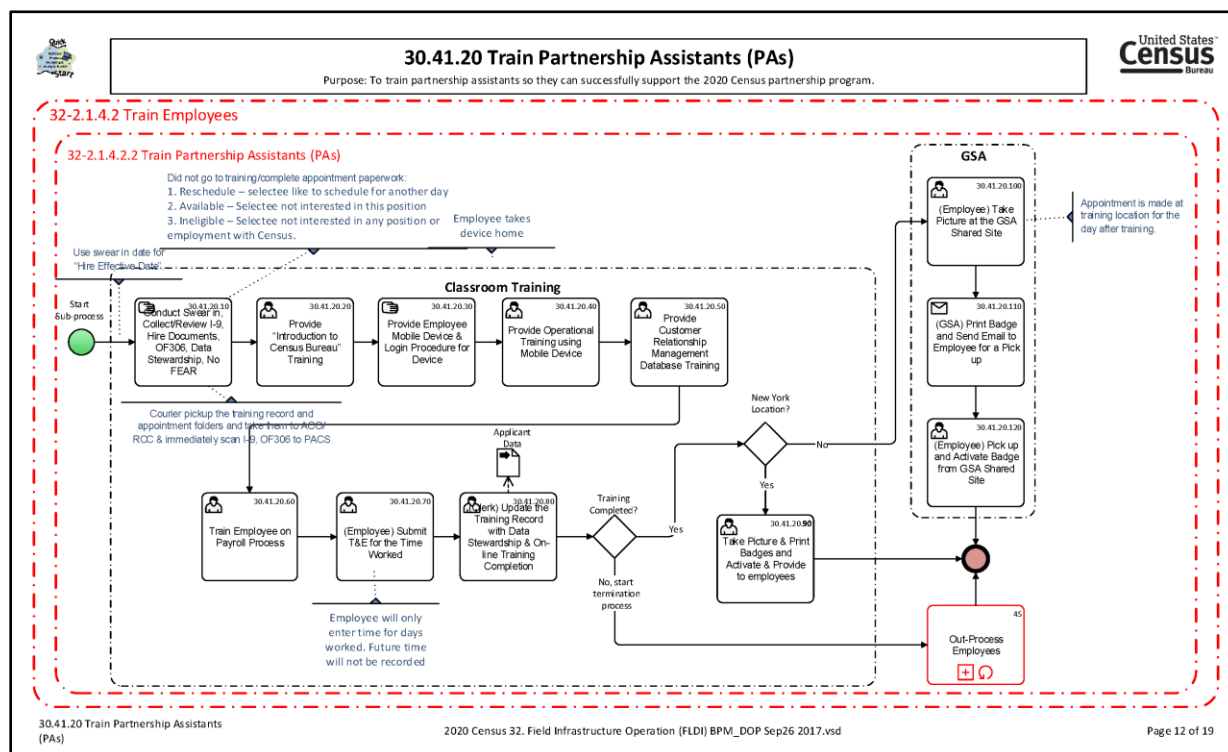 Quick
Start
30.41.20 Train Partnership Assistants (PAs)
Purpose: To train partnership assistants so they can successfully support the 2020 Census partnership program.
United States™
Census
Bureau
32-2.1.4.2 Train Employees
32-2.1.4.2.2 Train Partnership Assistants (PAs)
Did not go to training/complete appointment paperwork:
1. Reschedule – selectee like to schedule for another day
2. Available – Selectee not interested in this position
3. Ineligible – Selectee not interested in any position or
employment with Census.
Employee takes
device home
Use swear in date for
“Hire Effective Date”
Start
Sub-process
Classroom Training
30.41.20.10
Conduct Swear in,
Collect/Review I-9,
Hire Documents,
OF306, Data
Stewardship, No
FEAR
30.41.20.20
Provide
“Introduction to
Census Bureau”
Training
30.41.20.30
Provide Employee
Mobile Device &
Login Procedure for
Device
30.41.20.40
Provide Operational
Training using
Mobile Device
30.41.20.50
Provide
Customer
Relationship
Management
Database Training
Courier pickup the training record and
appointment folders and take them to ACO/
RCC & immediately scan I-9, OF306 to PACS
Applicant
Data
30.41.20.60
Train Employee on
Payroll Process
30.41.20.70
(Employee) Submit
T&E for the Time
Worked
30.41.20.80
(Clerk) Update the
Training Record
with Data
Stewardship & On-
line Training
Completion
Employee will only
enter time for days
worked. Future time
will not be recorded
Training
Completed?
Yes
No, start
termination
process
New York
Location?
No
Yes
30.41.20.90
Take Picture & Print
Badges and
Activate & Provide
to employees
GSA
30.41.20.100
(Employee) Take
Picture at the GSA
Shared Site
Appointment is made at
training location for the
day after training.
30.41.20.110
(GSA) Print Badge
and Send Email to
Employee for a Pick
up
30.41.20.120
(Employee) Pick up
and Activate Badge
from GSA Shared
Site
45
Out-Process
Employees
30.41.20 Train Partnership Assistants
(PAs)
2020 Census 32. Field Infrastructure Operation (FLDI) BPM_DOP Sep26 2017.vsd
Page 12 of 19